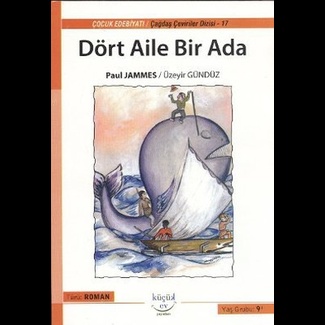 ÇOCUK EDEBİYATI / Çağdaş Çeviriler Dizisi - 17
Dört Aile Bir Ada
Paul JAMMES / Üzeyir GÜNDÜZ
Türü: ROMAN
küçük
ev
Yaş Grubu: 9+